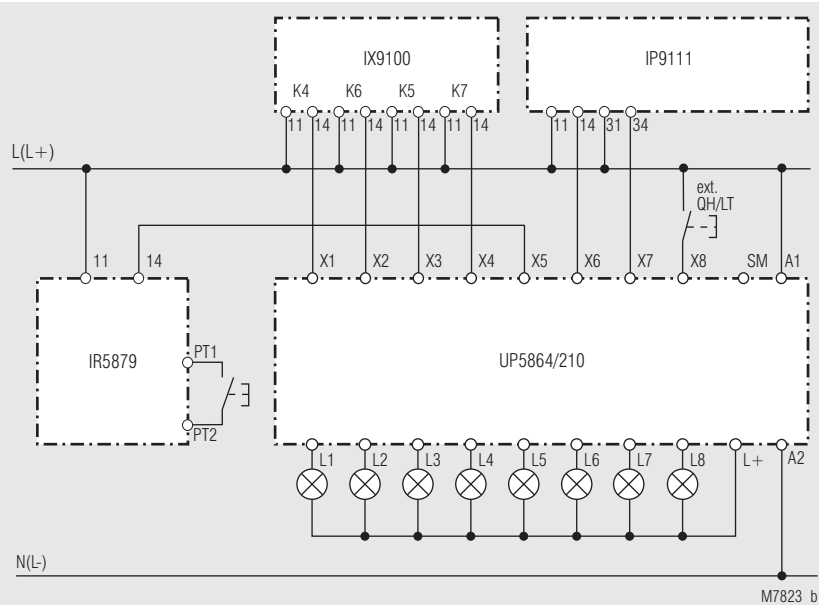 IX9100
IP9111
K4 K6 K5 K7
11 14 11 14 11 14 11 14
11 14 31 34
L(L+)
ext.
QH/LT
11 14
X1 X2 X3 X4 X5 X6 X7 X8 SM A1
PT1
IR5879
UP5864/210
PT2
L1 L2 L3 L4 L5 L6 L7 L8 L+ A2
N(L-)
M7823 b